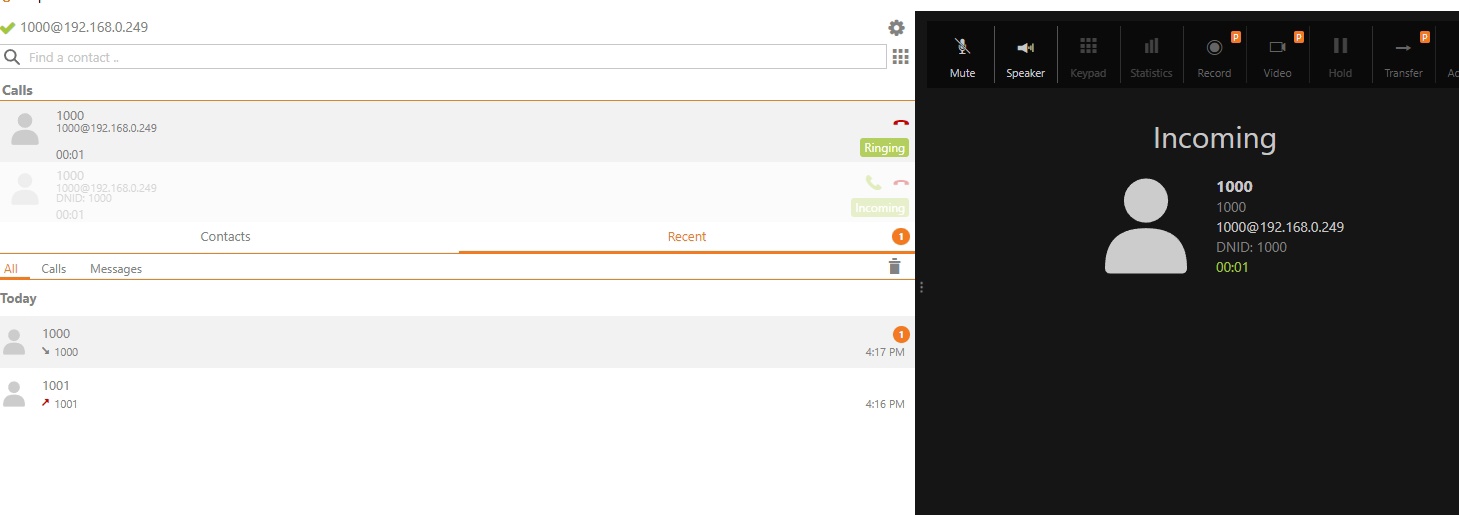 1000@192.168.0.249
Find a contact ..
Calls
1000
1000@192.168.0.249
00:01
Ringing
1000
1000@192.168.0.249
DNID: 1000
00:01
Incoming
Contacts
Recent
1
All
Calls
Messages
Today
1000
1
1000
4:17 PM
1001
1001
4:16 PM
Mute
Speaker
Keypad
Statistics
P
Record
P
Video
Hold
P
Transfer
Incoming
1000
1000
1000@192.168.0.249
DNID: 1000
00:01